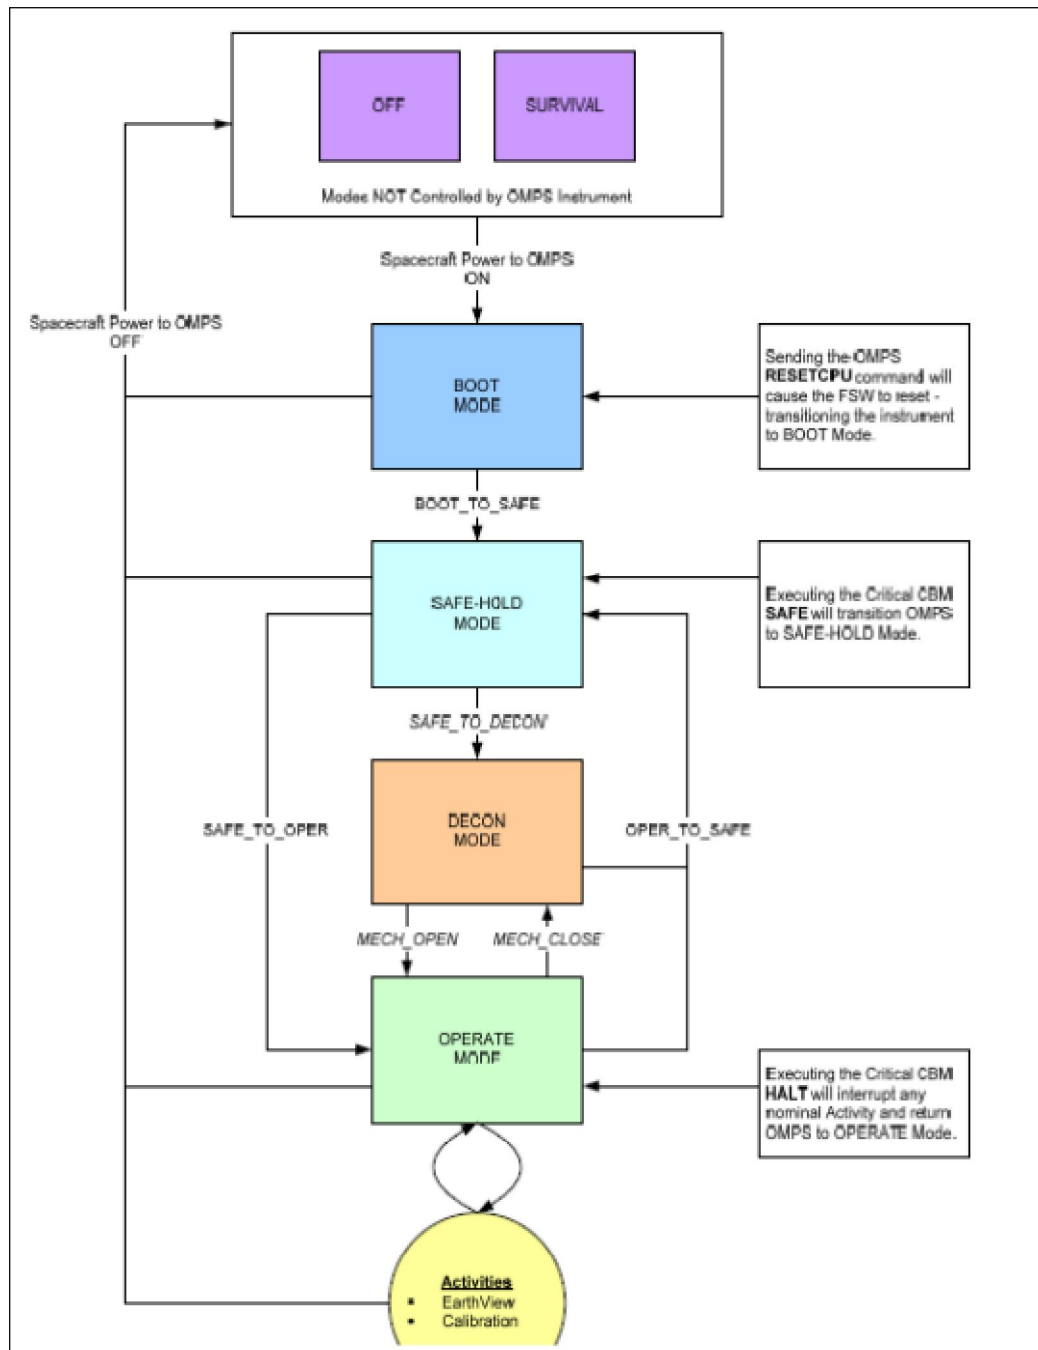 OFF
SURVIVAL
Modes NOT Controlled by OMPS Instrument
Spacecraft Power to OMPS
ON
Spacecraft Power to OMPS
OFF
BOOT
MODE
Sending the OMPS
RESETCPU command will
cause the FSW to reset -
transitioning the instrument
to BOOT Mode.
BOOT_TO_SAFE
SAFE-HOLD
MODE
Executing the Critical CBM
SAFE will transition OMPS
to SAFE-HOLD Mode.
SAFE_TO_DECON
SAFE_TO_OPER
DECON
MODE
OPER_TO_SAFE
MECH_OPEN
MECH_CLOSE
OPERATE
MODE
Executing the Critical CBM
HALT will interrupt any
nominal Activity and return
OMPS to OPERATE Mode.
Activities
▪ EarthView
▪ Calibration